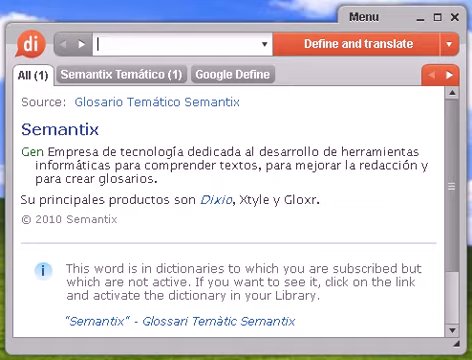 Menu
di
Define and translate
All (1)
Semantix Temático (1)
Google Define
Source: Glosario Temático Semantix
Semantix
Gen Empresa de tecnología dedicada al desarrollo de herramientas
informáticas para comprender textos, para mejorar la redacción y
para crear glosarios.
Su principales productos son Dixio, Xtyle y Gloxr.
© 2010 Semantix
i
This word is in dictionaries to which you are subscribed but
which are not active. If you want to see it, click on the link
and activate the dictionary in your Library.
"Semantix" - Glossari Temàtic Semantix